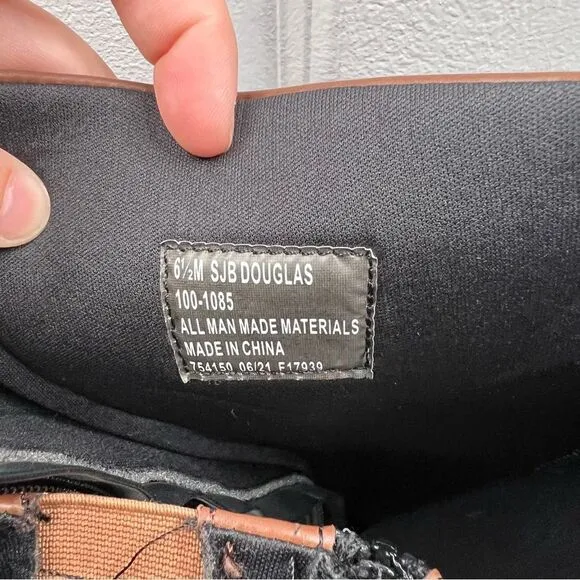 6½M SJB DOUGLAS
100-1085
ALL MAN MADE MATERIALS
MADE IN CHINA
754150 06/21 F17939